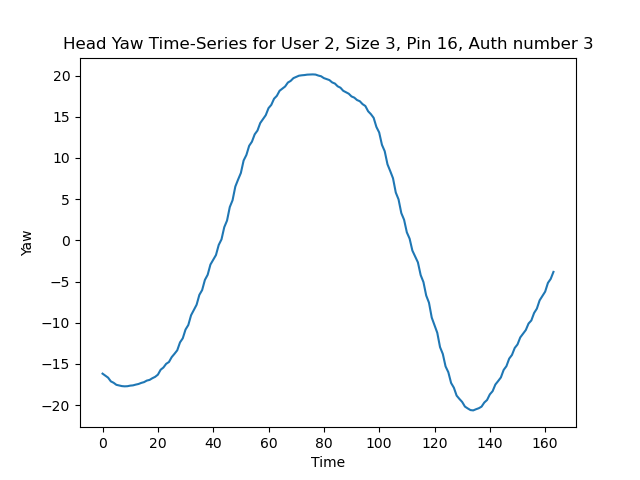 Head Yaw Time-Series for User 2, Size 3, Pin 16, Auth number 3
20
15
10
5
0
−5
−10
−15
−20
Yaw
0 20 40 60 80 100 120 140 160
Time